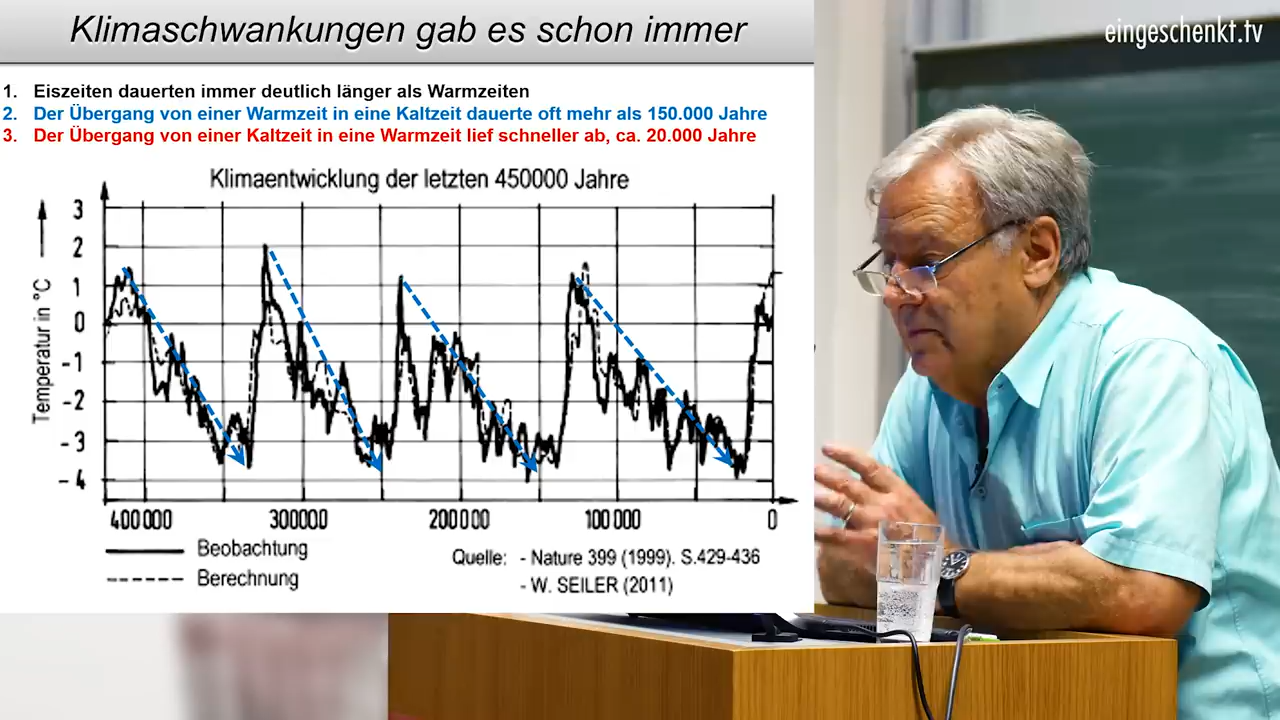 Klimaschwankungen gab es schon immer
eingeschenkt.tv
1. Eiszeiten dauerten immer deutlich länger als Warmzeiten
2. Der Übergang von einer Warmzeit in eine Kaltzeit dauerte oft mehr als 150.000 Jahre
3. Der Übergang von einer Kaltzeit in eine Warmzeit lief schneller ab, ca. 20.000 Jahre
Klimaentwicklung der letzten 450000 Jahre
Temperatur in °C
3
2
1
0
-1
-2
-3
-4
400000 300000 200000 100000 0
Beobachtung
Berechnung
Quelle: - Nature 399 (1999). S.429-436
- W. SEILER (2011)